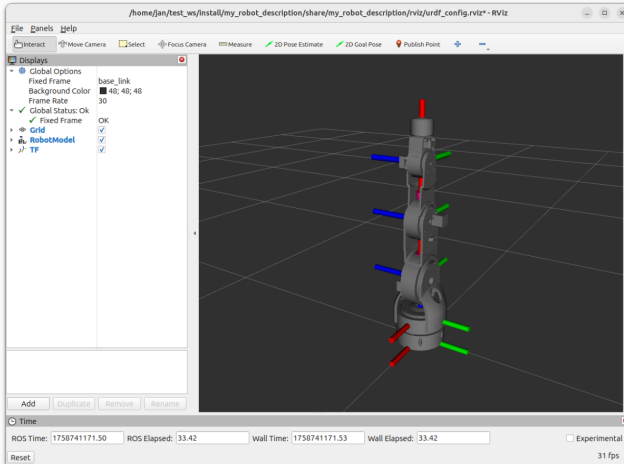 /home/jan/test_ws/install/my_robot_description/share/my_robot_description/rviz/urdf_config.rviz* - RViz
File Panels Help
Interact Move Camera Select Focus Camera Measure 2D Pose Estimate 2D Goal Pose Publish Point
Displays
Global Options
Fixed Frame base_link
Background Color 48; 48; 48
Frame Rate 30
Global Status: Ok
Fixed Frame OK
Grid
RobotModel
TF
Add Duplicate Remove Rename
Time
ROS Time: 1758741171.50 ROS Elapsed: 33.42 Wall Time: 1758741171.53 Wall Elapsed: 33.42 Experimental
Reset 31 fps